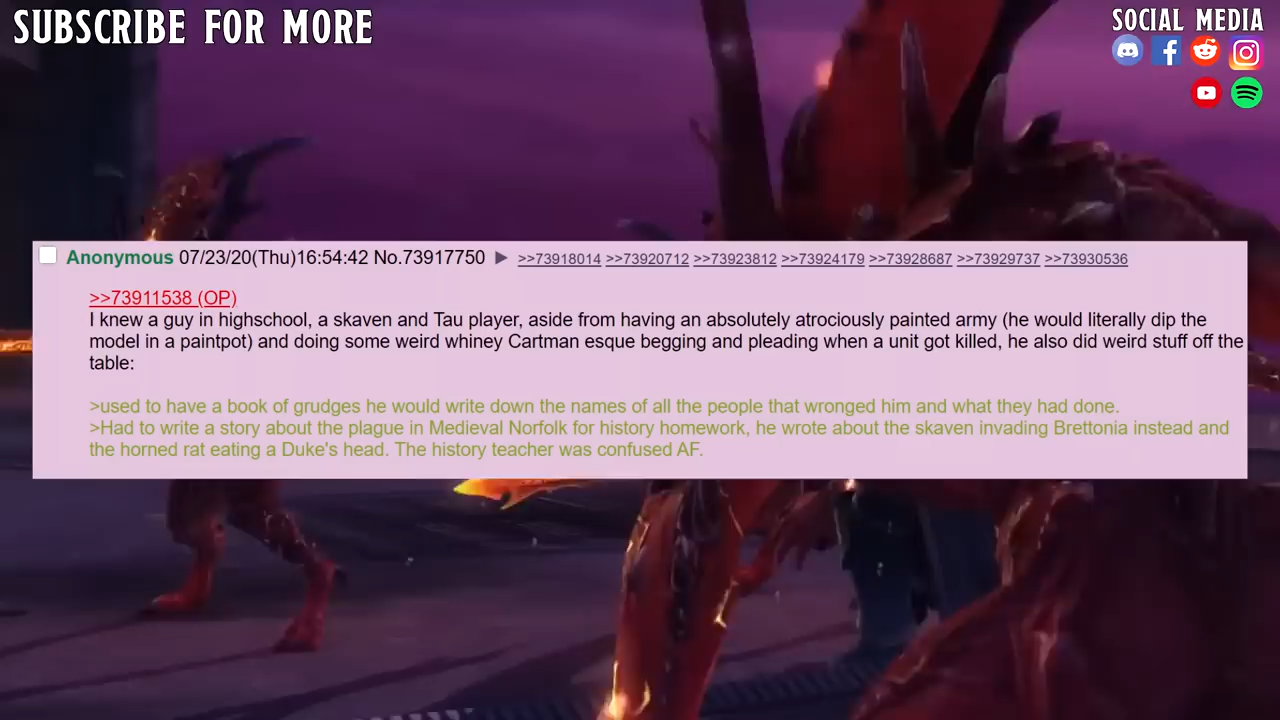 SUBSCRIBE FOR MORE
SOCIAL MEDIA
Anonymous 07/23/20(Thu)16:54:42 No.73917750 ▶ >>73918014 >>73920712 >>73923812 >>73924179 >>73928687 >>73929737 >>73930536
>>73911538 (OP)
I knew a guy in highschool, a skaven and Tau player, aside from having an absolutely atrociously painted army (he would literally dip the
model in a paintpot) and doing some weird whiney Cartman esque begging and pleading when a unit got killed, he also did weird stuff off the
table:
>used to have a book of grudges he would write down the names of all the people that wronged him and what they had done.
>Had to write a story about the plague in Medieval Norfolk for history homework, he wrote about the skaven invading Brettonia instead and
the horned rat eating a Duke's head. The history teacher was confused AF.